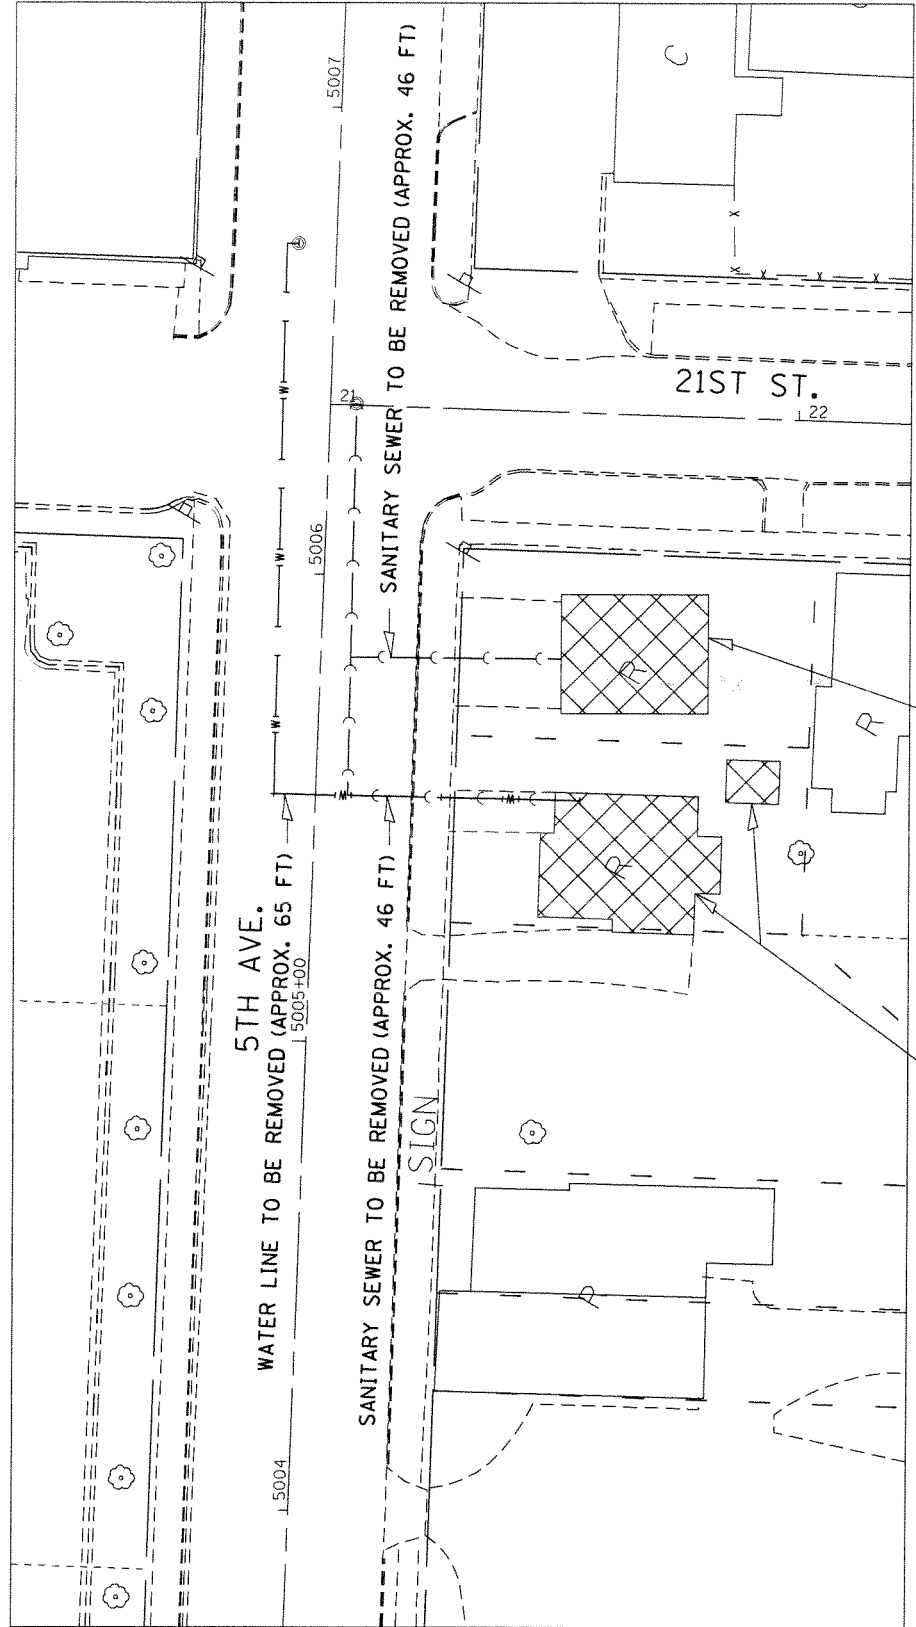 5007
SANITARY SEWER TO BE REMOVED (APPROX. 46 FT)
C
21ST ST.
21
22
5006
R
R
R
5TH AVE.
WATER LINE TO BE REMOVED (APPROX. 65 FT)
5005+00
SANITARY SEWER TO BE REMOVED (APPROX. 46 FT)
SIGN
5004
W
W
W
W
W
X
X
X
X
X